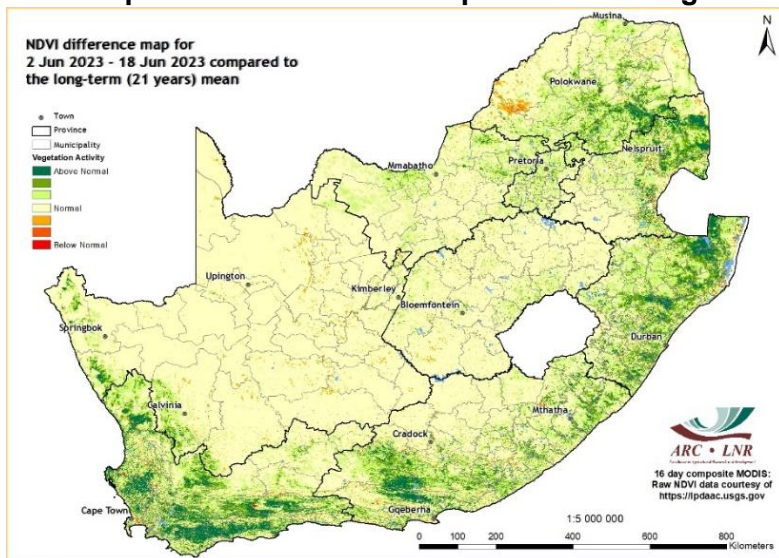 NDVI difference map for
2 Jun 2023 - 18 Jun 2023 compared to
the long-term (21 years) mean
Town
Province
Municipality
Vegetation Activity
Above Normal
Normal
Below Normal
N
Musina
Polokwane
Nelspruit
Mmabatho
Pretoria
Upington
Kimberley
Bloemfontein
Springbok
Durban
Calvinia
Mthatha
Cradock
Cape Town
Gqeberha
ARC • LNR
16 day composite MODIS:
Raw NDVI data courtesy of
https://lpdaac.usgs.gov
1:5 000 000
0 100 200 400 600 800
Kilometers